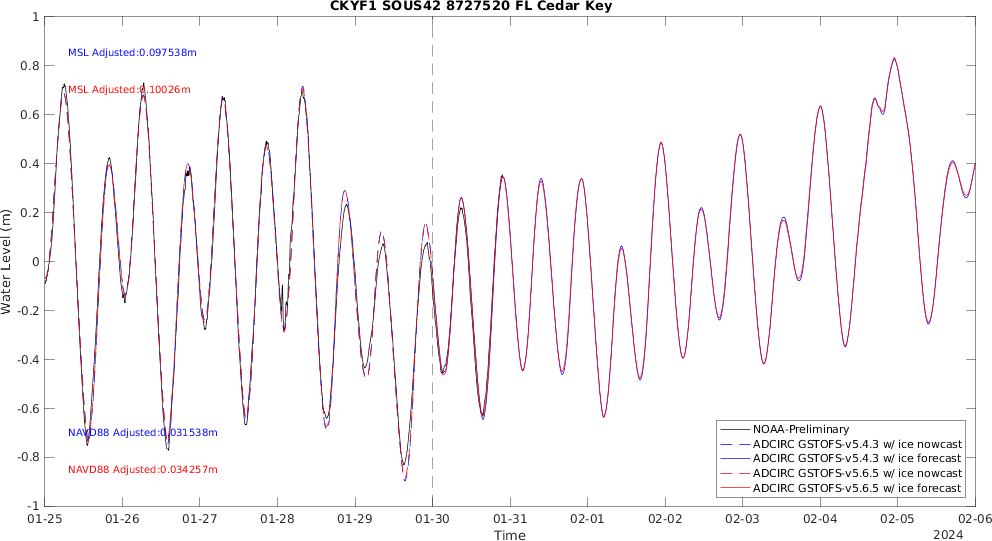 CKYF1 SOUS42 8727520 FL Cedar Key
1
0.8
0.6
0.4
0.2
0
-0.2
-0.4
-0.6
-0.8
-1
Water Level (m)
MSL Adjusted:0.097538m
MSL Adjusted:0.10026m
NAVD88 Adjusted:0.031538m
NAVD88 Adjusted:0.034257m
NOAA-Preliminary
ADCIRC GSTOFS-v5.4.3 w/ ice nowcast
ADCIRC GSTOFS-v5.4.3 w/ ice forecast
ADCIRC GSTOFS-v5.6.5 w/ ice nowcast
ADCIRC GSTOFS-v5.6.5 w/ ice forecast
01-25 01-26 01-27 01-28 01-29 01-30 01-31 02-01 02-02 02-03 02-04 02-05 02-06
Time
2024